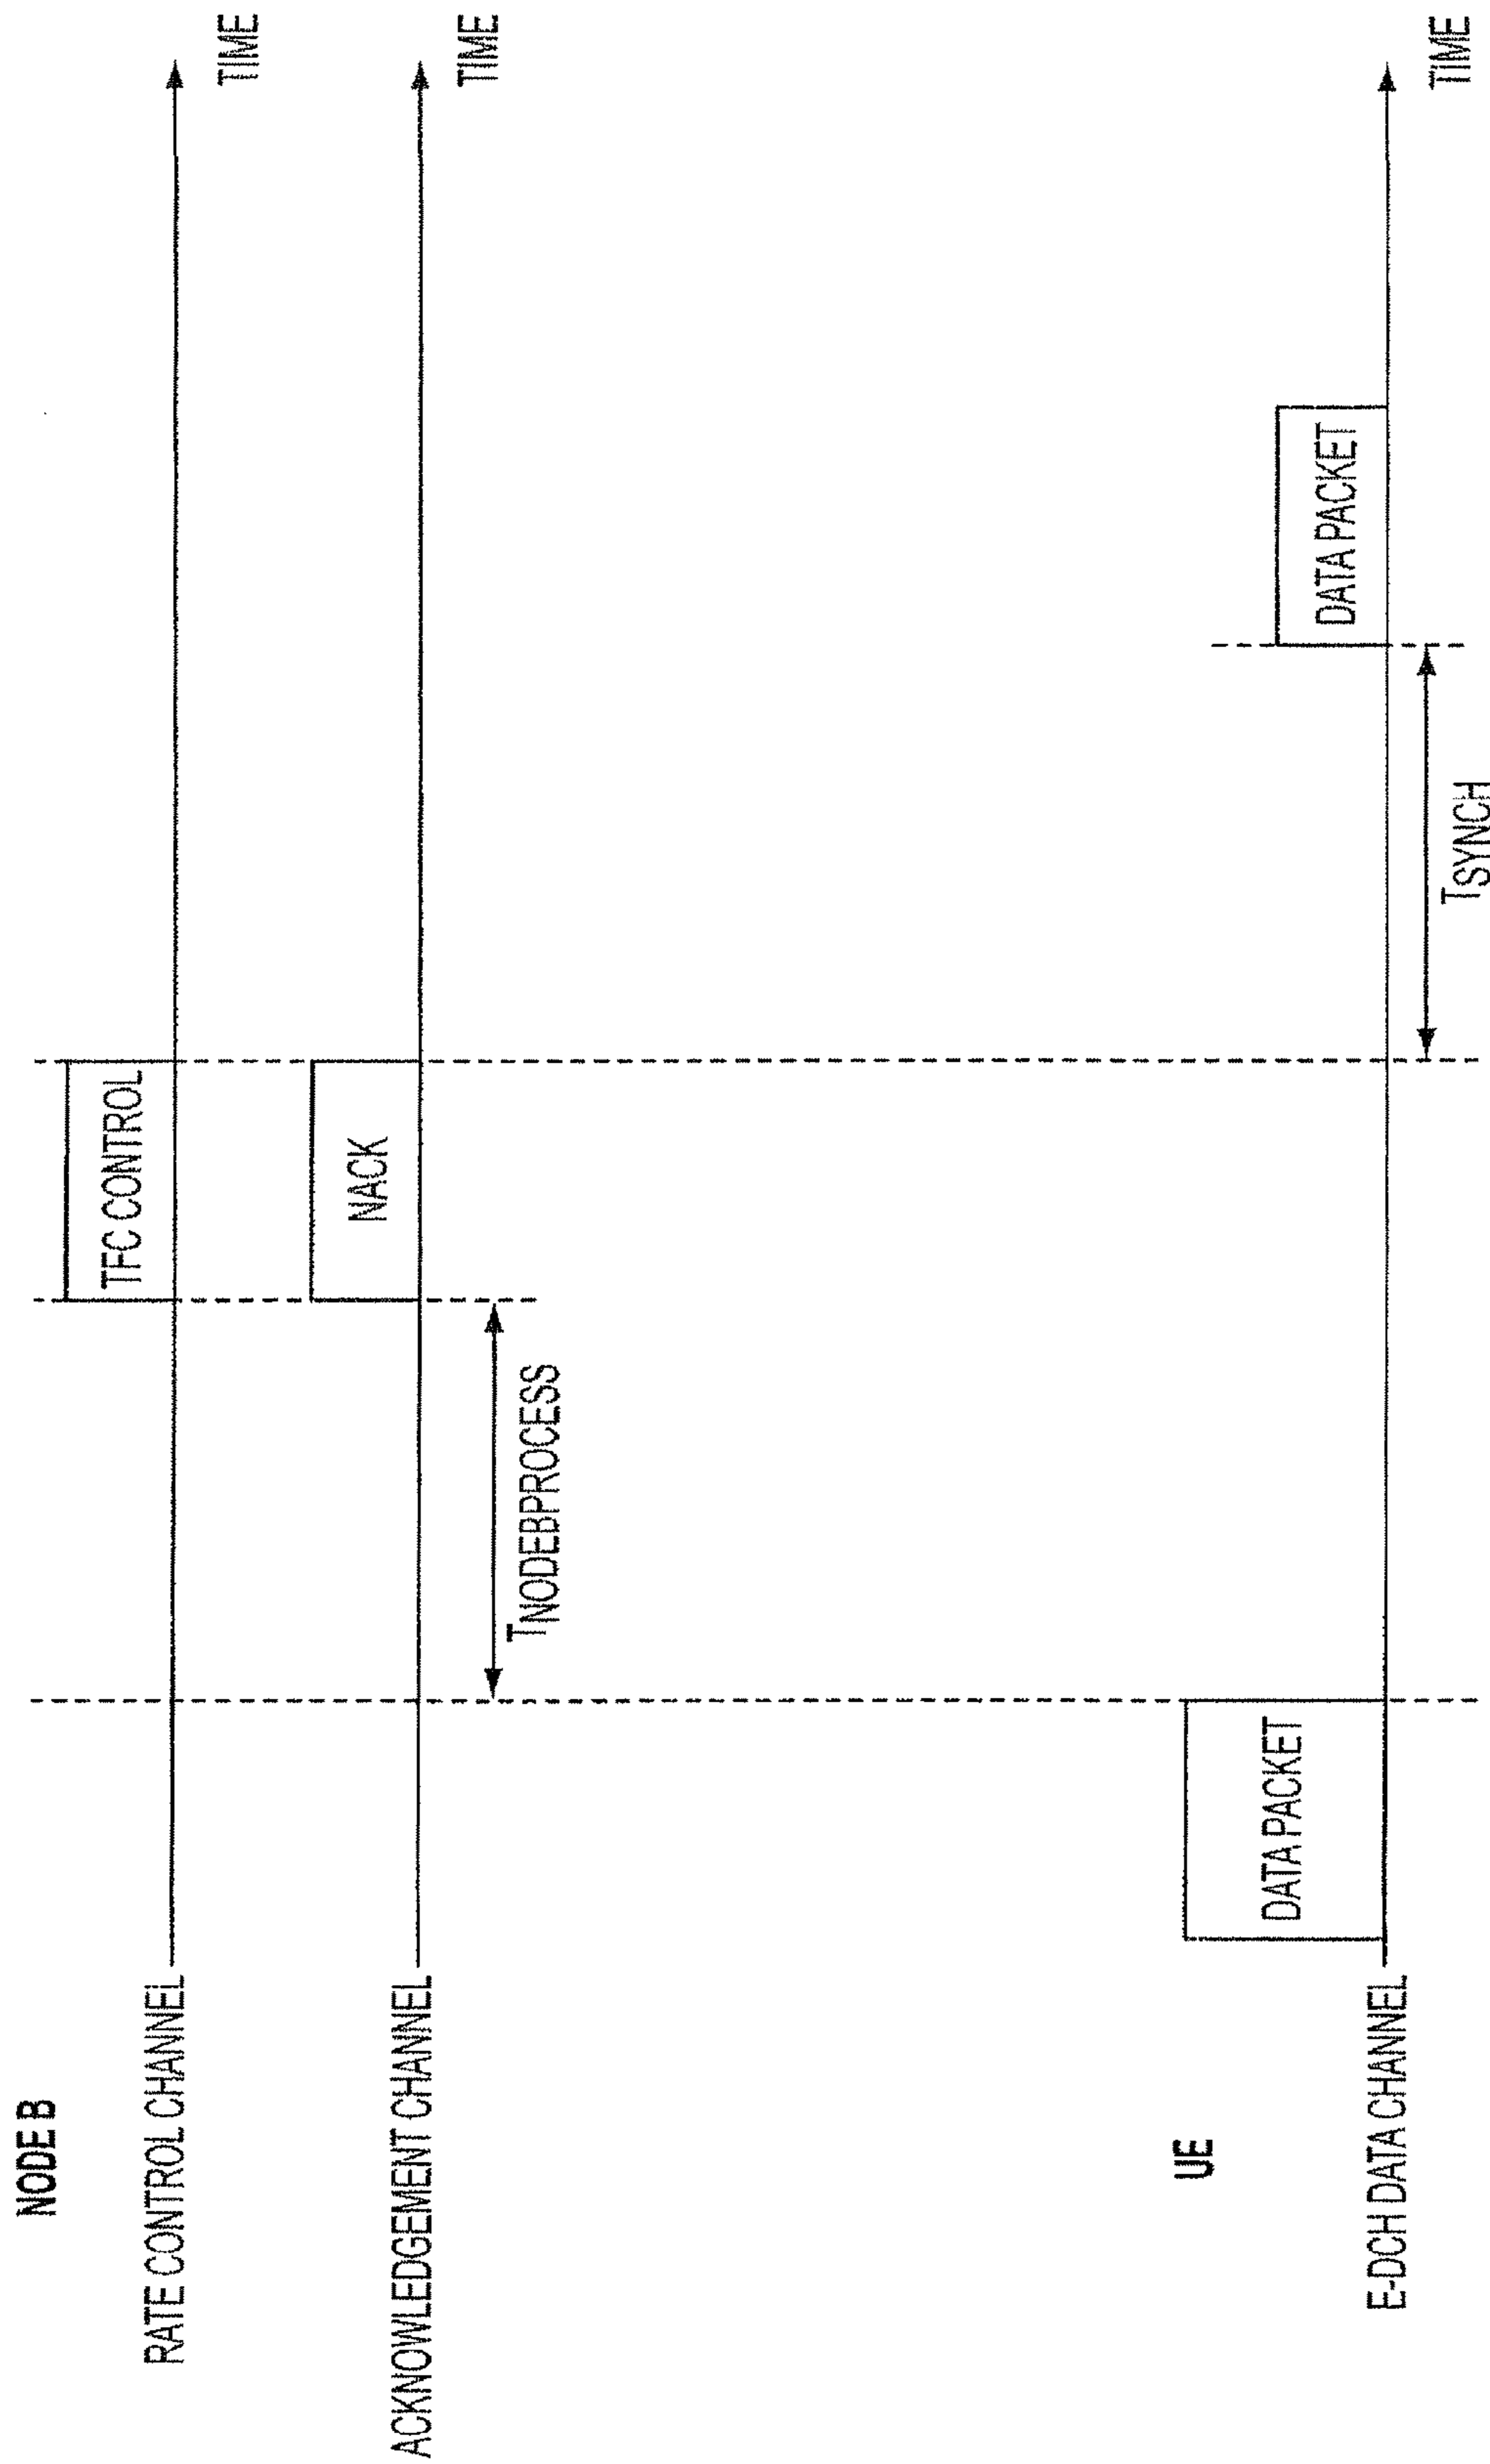 NODE B
RATE CONTROL CHANNEL
TFC CONTROL
TIME
ACKNOWLEDGEMENT CHANNEL
NACK
TIME
TNODEBPROCESS
UE
DATA PACKET
DATA PACKET
E-DCH DATA CHANNEL
TIME
TSYNCH